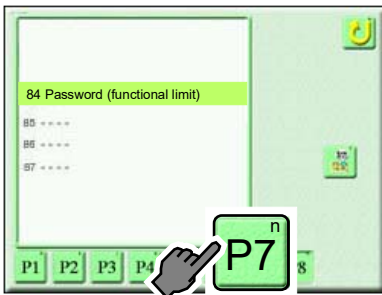 84 Password (functional limit)
85 ----
86 ----
87 ----
P1 P2 P3 P4 P7 n 8